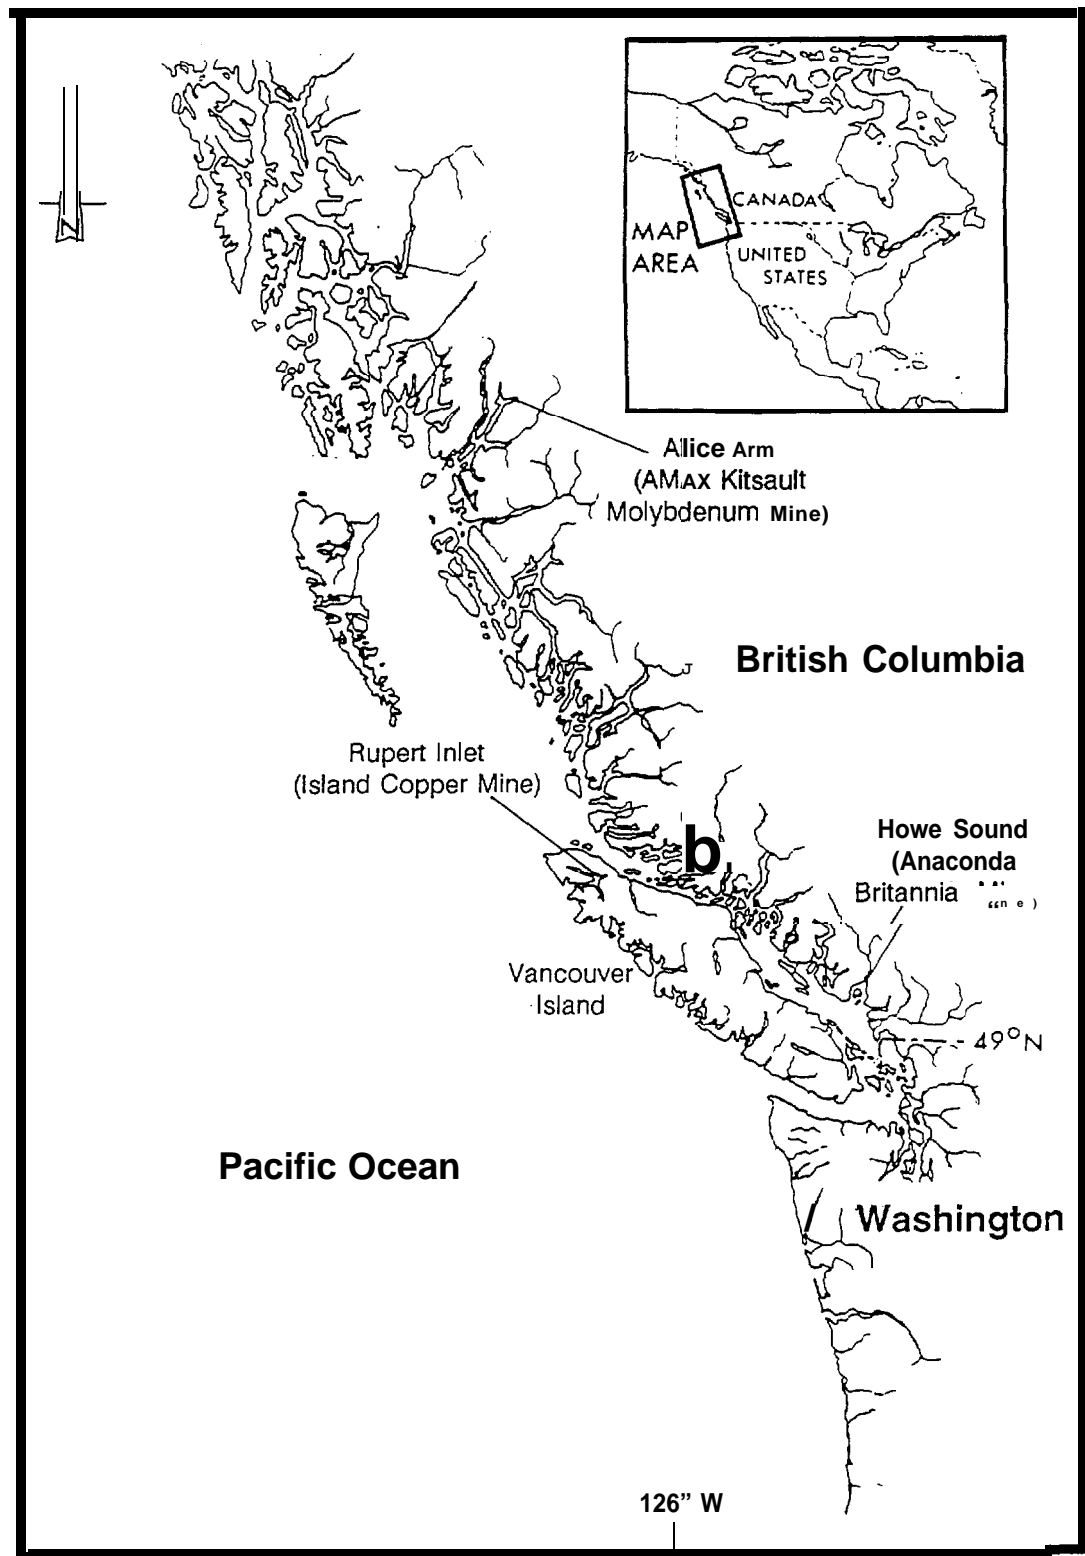 N
CANADA
MAP
AREA
UNITED
STATES
Alice Arm
(AMAX Kitsault
Molybdenum Mine)
British Columbia
Rupert Inlet
(Island Copper Mine)
b
Howe Sound
(Anaconda
Britannia
Vancouver
Island
49°N
Pacific Ocean
Washington
126” W